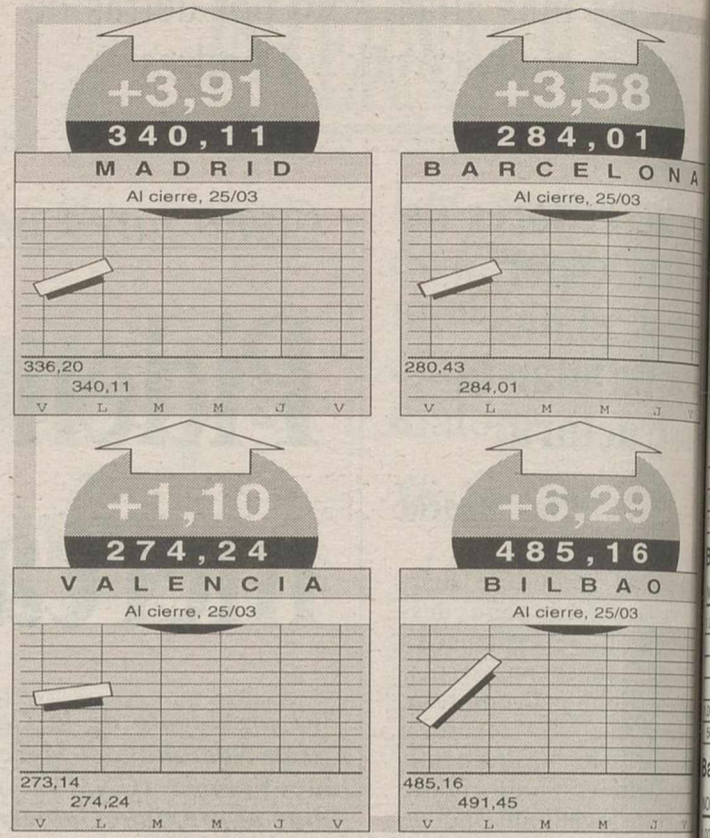 +3,91
340,11
MADRID
Al cierre, 25/03
336,20
340,11
V L M M J V
+3,58
284,01
BARCELONA
Al cierre, 25/03
280,43
284,01
V L M M J V
+1,10
274,24
VALENCIA
Al cierre, 25/03
273,14
274,24
V L M M J V
+6,29
485,16
BILBAO
Al cierre, 25/03
485,16
491,45
V L M M J V